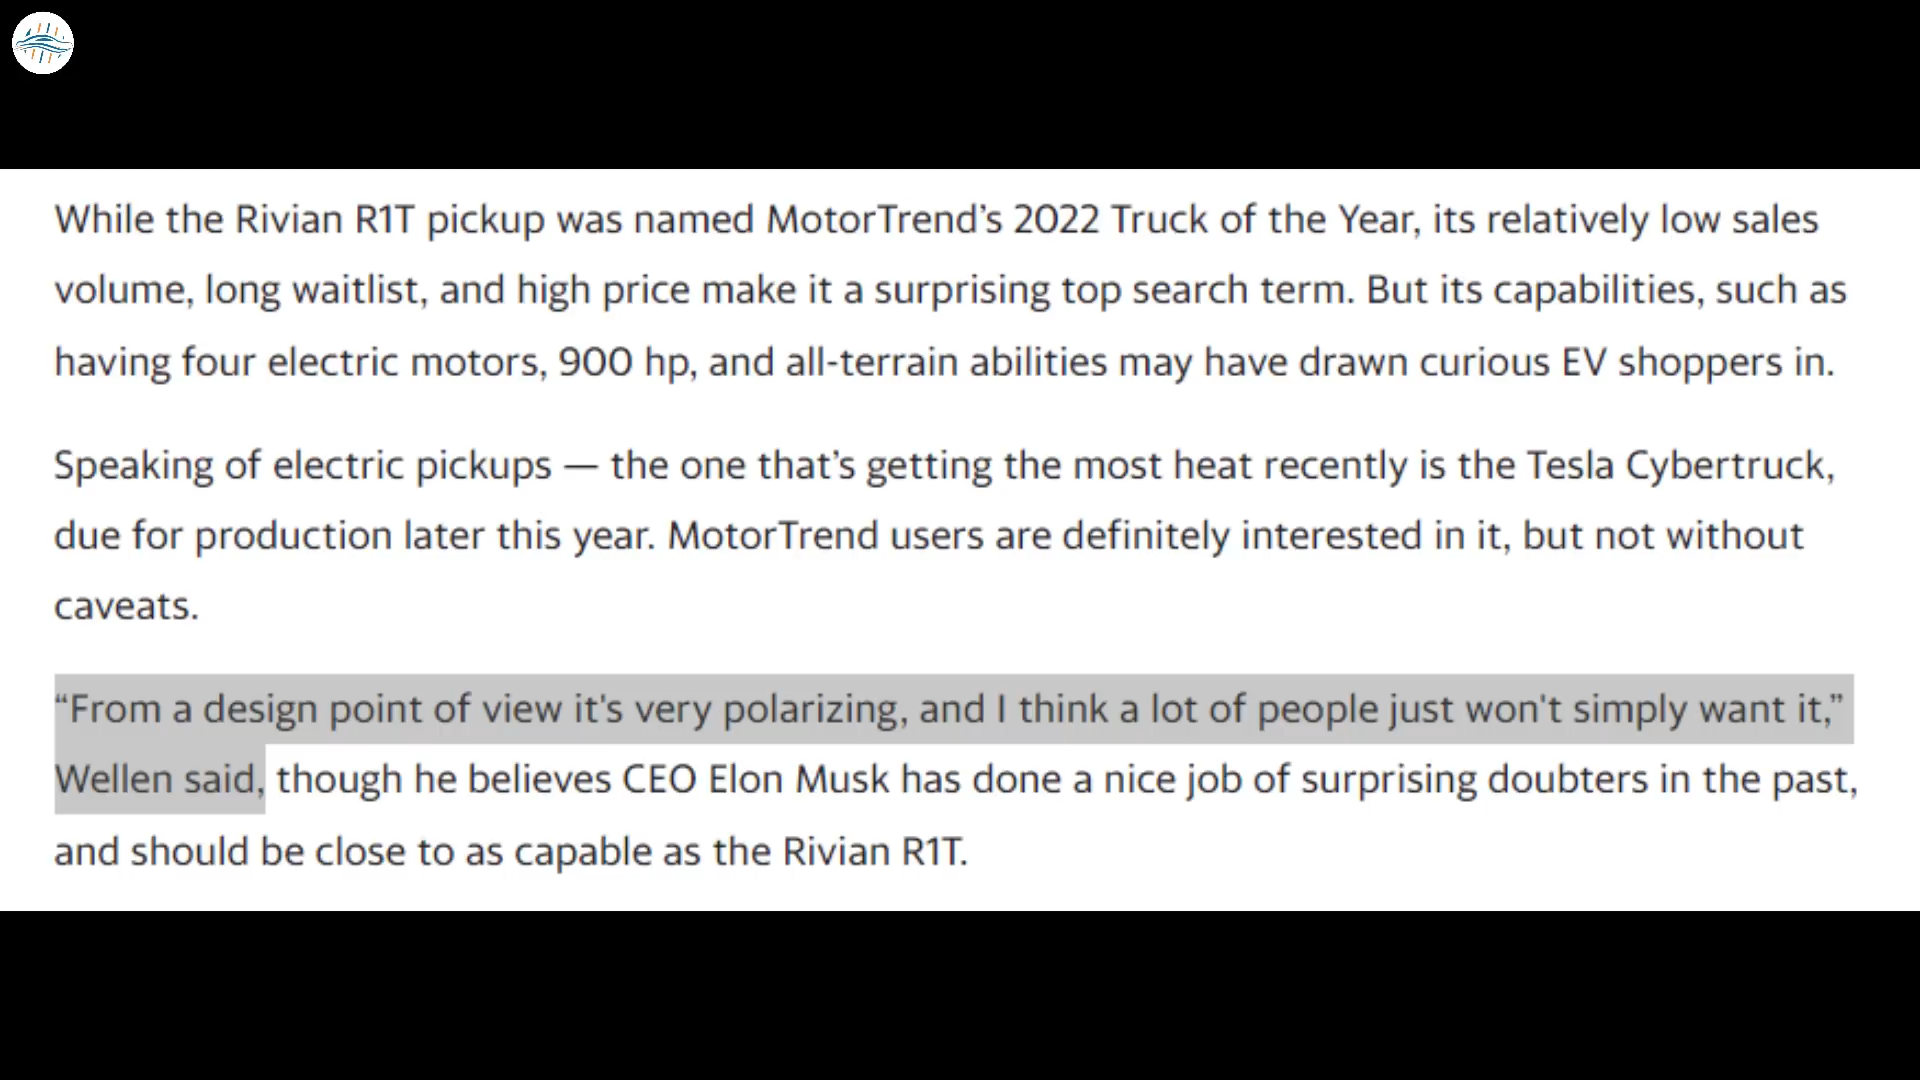 While the Rivian R1T pickup was named MotorTrend’s 2022 Truck of the Year, its relatively low sales
volume, long waitlist, and high price make it a surprising top search term. But its capabilities, such as
having four electric motors, 900 hp, and all-terrain abilities may have drawn curious EV shoppers in.
Speaking of electric pickups — the one that’s getting the most heat recently is the Tesla Cybertruck,
due for production later this year. MotorTrend users are definitely interested in it, but not without
caveats.
“From a design point of view it's very polarizing, and I think a lot of people just won't simply want it,”
Wellen said, though he believes CEO Elon Musk has done a nice job of surprising doubters in the past,
and should be close to as capable as the Rivian R1T.